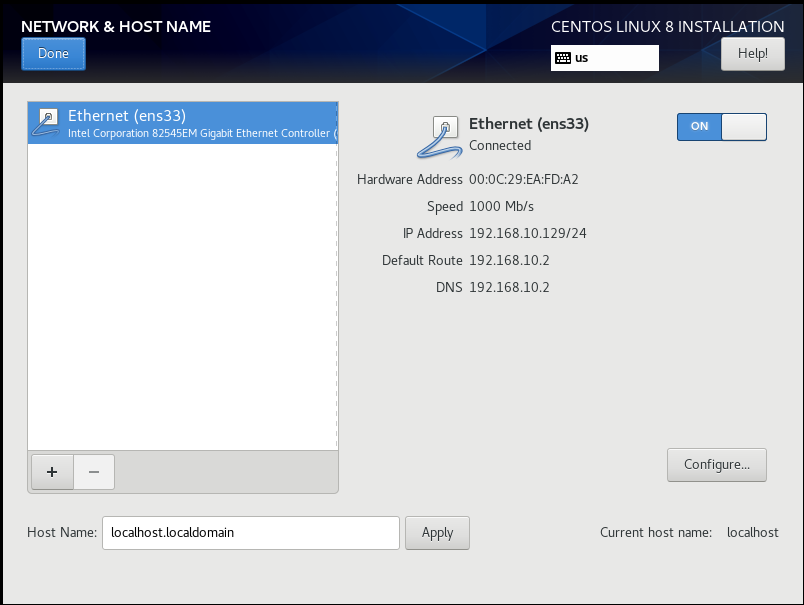 NETWORK & HOST NAME
CENTOS LINUX 8 INSTALLATION
Done
us
Help!
Ethernet (ens33)
Intel Corporation 82545EM Gigabit Ethernet Controller (
Ethernet (ens33)
Connected
ON
Hardware Address 00:0C:29:EA:FD:A2
Speed 1000 Mb/s
IP Address 192.168.10.129/24
Default Route 192.168.10.2
DNS 192.168.10.2
+ −
Configure...
Host Name: localhost.localdomain Apply Current host name: localhost